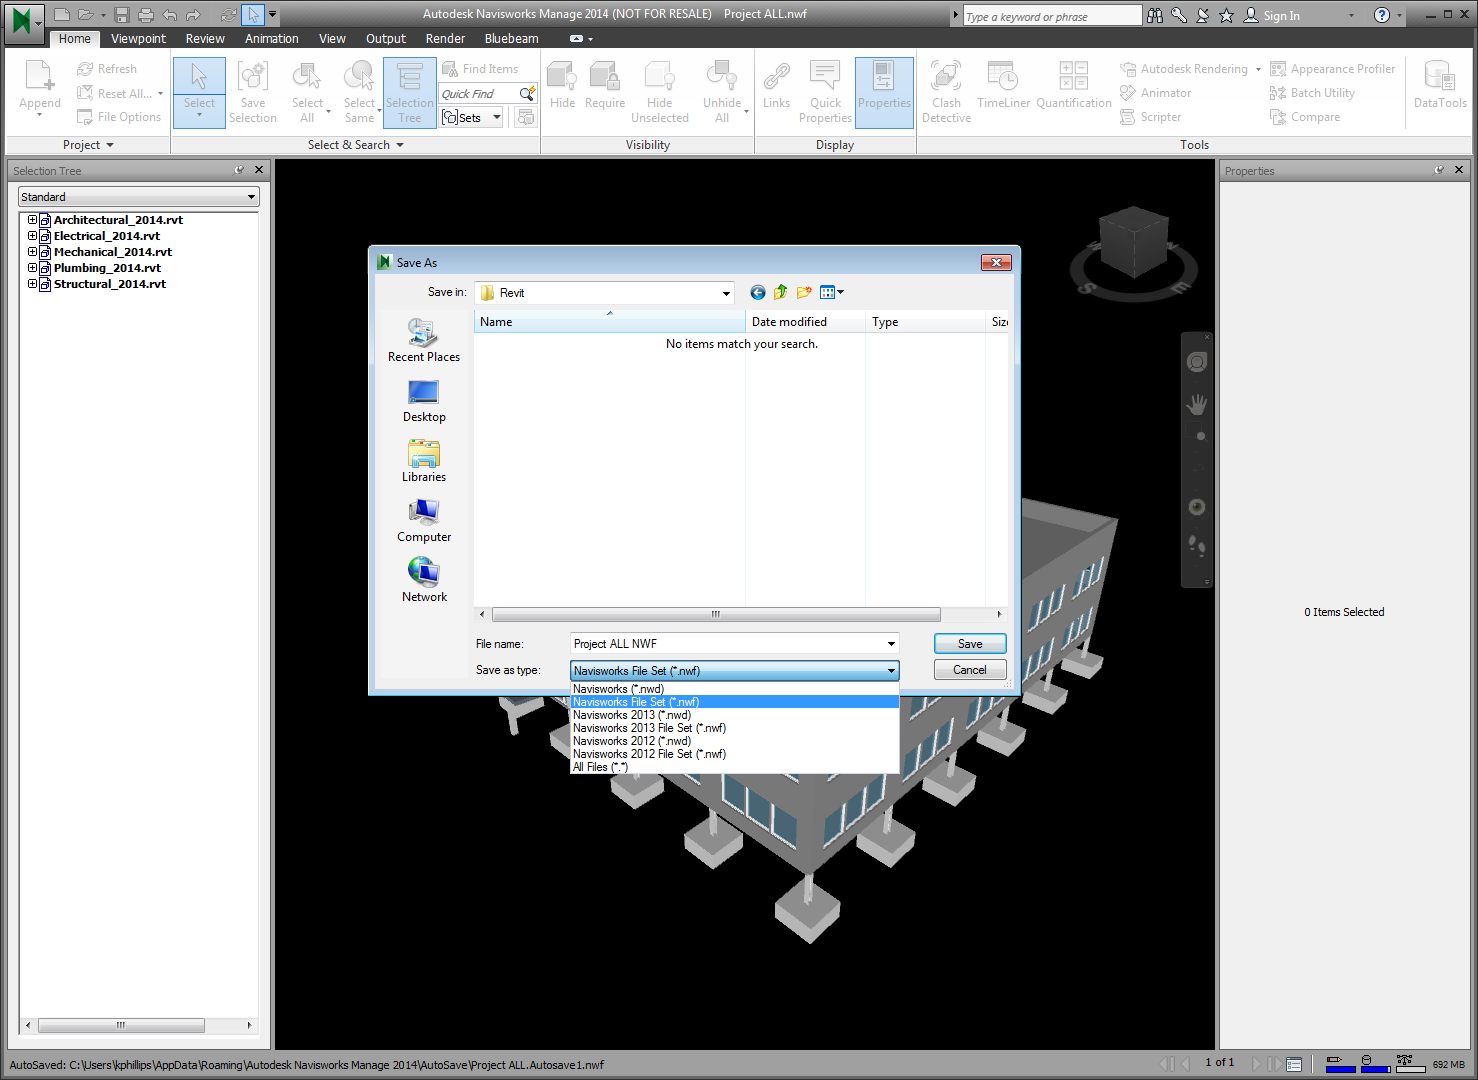 Autodesk Navisworks Manage 2014 (NOT FOR RESALE) Project ALL.nwf
Type a keyword or phrase
Sign In
Home Viewpoint Review Animation View Output Render Bluebeam
Append
Refresh
Reset All...
File Options
Project
Select
Save Selection
Select All
Select Same
Selection Tree
Find Items
Quick Find
Sets
Select & Search
Hide
Require
Hide Unselected
Unhide All
Visibility
Links
Quick Properties
Properties
Display
Clash Detective
TimeLiner
Quantification
Autodesk Rendering
Animator
Scripter
Appearance Profiler
Batch Utility
Compare
DataTools
Tools
Selection Tree
Standard
Architectural_2014.rvt
Electrical_2014.rvt
Mechanical_2014.rvt
Plumbing_2014.rvt
Structural_2014.rvt
Save As
Save in: Revit
Name Date modified Type Siz
No items match your search.
Recent Places
Desktop
Libraries
Computer
Network
File name: Project ALL NWF Save
Save as type: Navisworks File Set (*.nwf) Cancel
Navisworks (*.nwd)
Navisworks File Set (*.nwf)
Navisworks 2013 (*.nwd)
Navisworks 2013 File Set (*.nwf)
Navisworks 2012 (*.nwd)
Navisworks 2012 File Set (*.nwf)
All Files (*.*)
S
E
Properties
0 Items Selected
AutoSaved: C:\Users\kphillips\AppData\Roaming\Autodesk Navisworks Manage 2014\AutoSave\Project ALL.Autosave1.nwf
1 of 1
692 MB